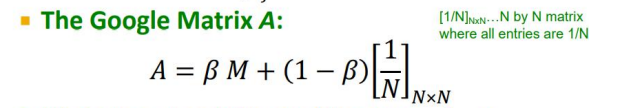 ▪ The Google Matrix A:
[1/N]NxN...N by N matrix
where all entries are 1/N
A = β M + (1 − β) [1/N]N×N